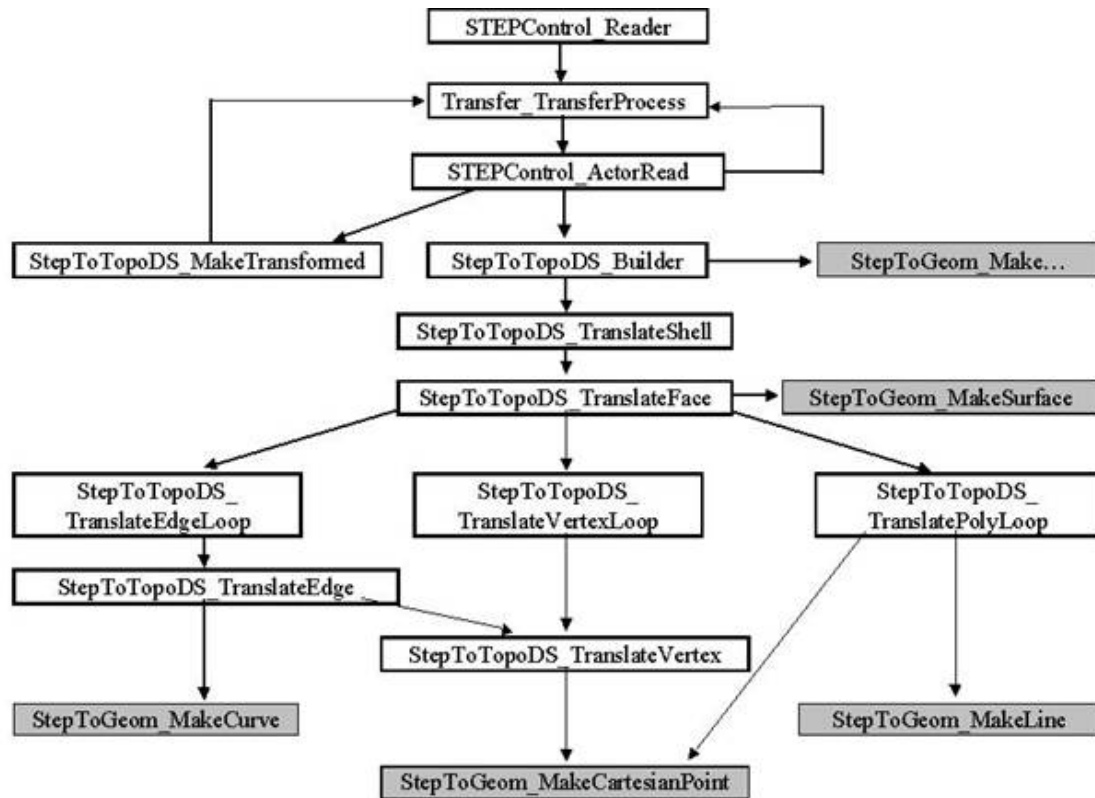 STEPControl_Reader
Transfer_TransferProcess
STEPControl_ActorRead
StepToTopoDS_MakeTransformed
StepToTopoDS_Builder
StepToGeom_Make…
StepToTopoDS_TranslateShell
StepToTopoDS_TranslateFace
StepToGeom_MakeSurface
StepToTopoDS_
TranslateEdgeLoop
StepToTopoDS_
TranslateVertexLoop
StepToTopoDS_
TranslatePolyLoop
StepToTopoDS_TranslateEdge
StepToTopoDS_TranslateVertex
StepToGeom_MakeCurve
StepToGeom_MakeLine
StepToGeom_MakeCartesianPoint